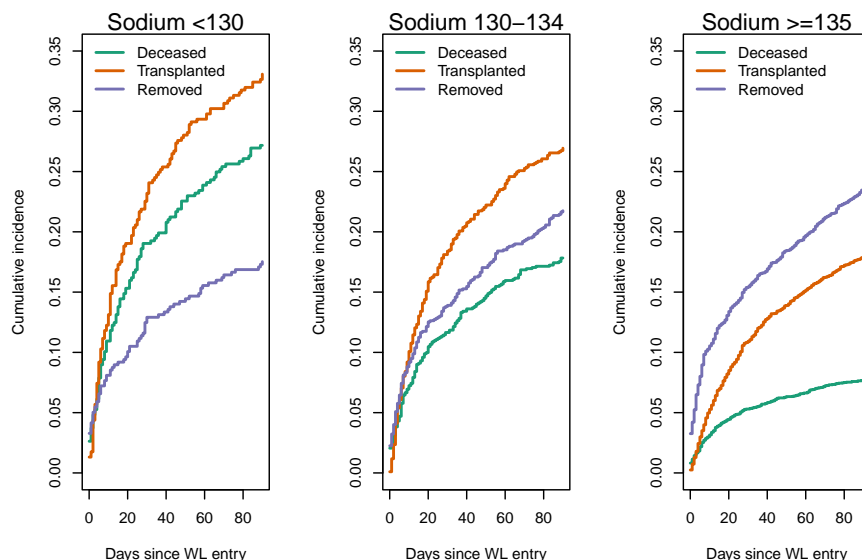 Sodium <130
Deceased
Transplanted
Removed
Cumulative incidence
0.00
0.05
0.10
0.15
0.20
0.25
0.30
0.35
0 20 40 60 80
Days since WL entry
Sodium 130–134
Deceased
Transplanted
Removed
Cumulative incidence
0.00
0.05
0.10
0.15
0.20
0.25
0.30
0.35
0 20 40 60 80
Days since WL entry
Sodium >=135
Deceased
Transplanted
Removed
Cumulative incidence
0.00
0.05
0.10
0.15
0.20
0.25
0.30
0.35
0 20 40 60 80
Days since WL entry